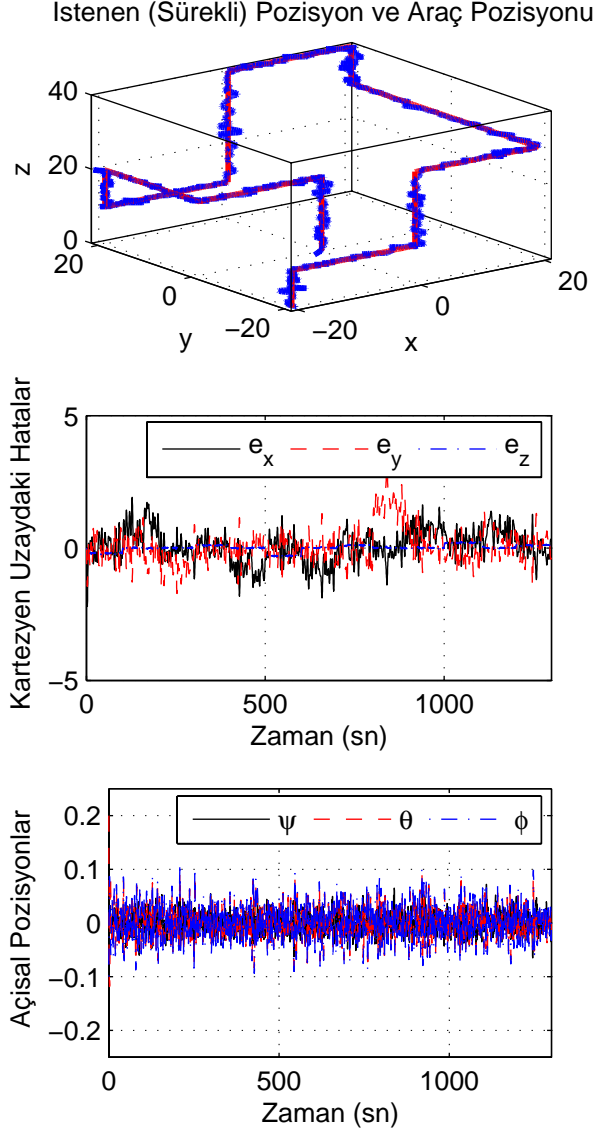 İstenen (Sürekli) Pozisyon ve Araç Pozisyonu
40
20
0
z
20
0
−20
y
−20
0
20
x
5
0
−5
Kartezyen Uzaydaki Hatalar
e_x e_y e_z
0 500 1000
Zaman (sn)
0.2
0.1
0
−0.1
−0.2
Açisal Pozisyonlar
ψ θ ϕ
0 500 1000
Zaman (sn)